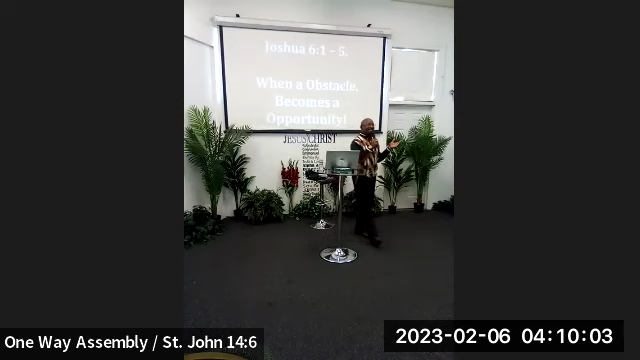 Joshua 6:1 – 5.
When a Obstacle,
Becomes a
Opportunity!
JESUS CHRIST
One Way Assembly / St. John 14:6
2023-02-06 04:10:03